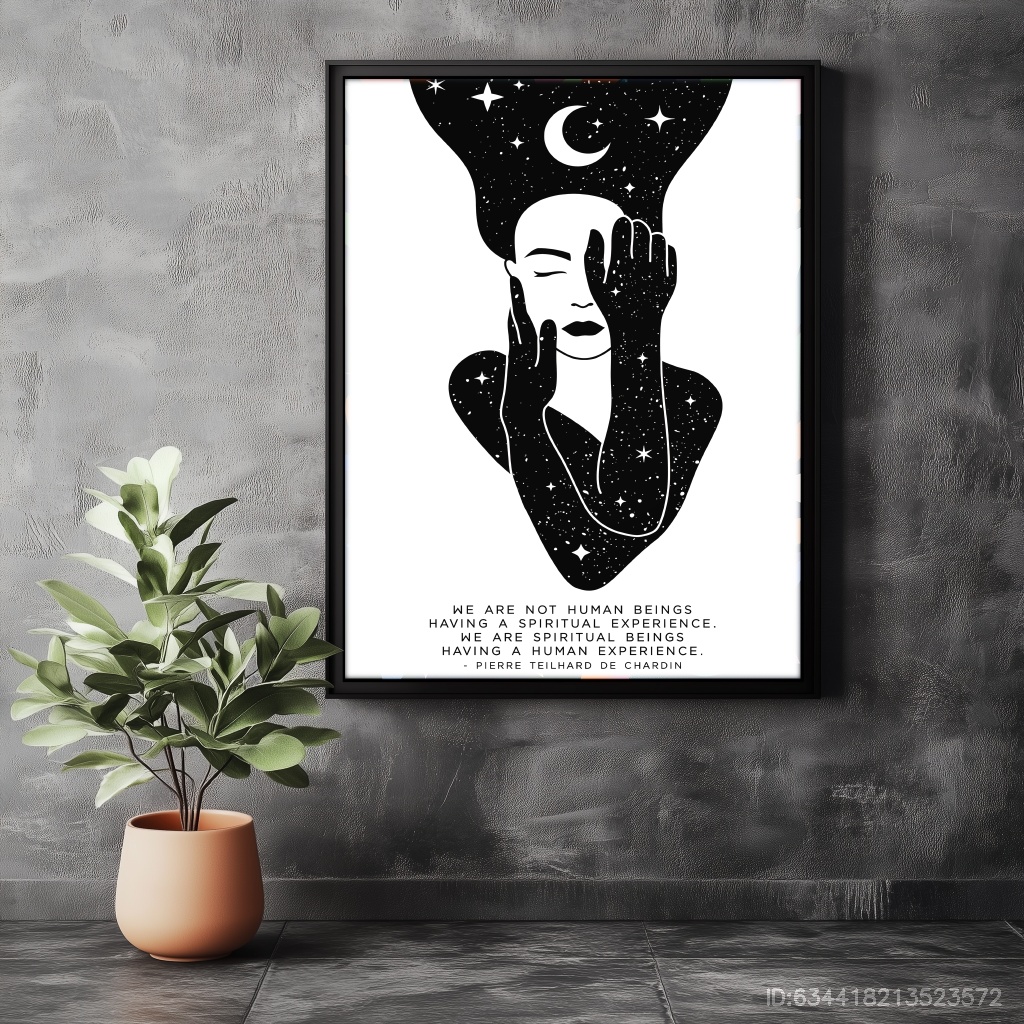 WE ARE NOT HUMAN BEINGS
HAVING A SPIRITUAL EXPERIENCE.
WE ARE SPIRITUAL BEINGS
HAVING A HUMAN EXPERIENCE.
- PIERRE TEILHARD DE CHARDIN
ID:634418213523572